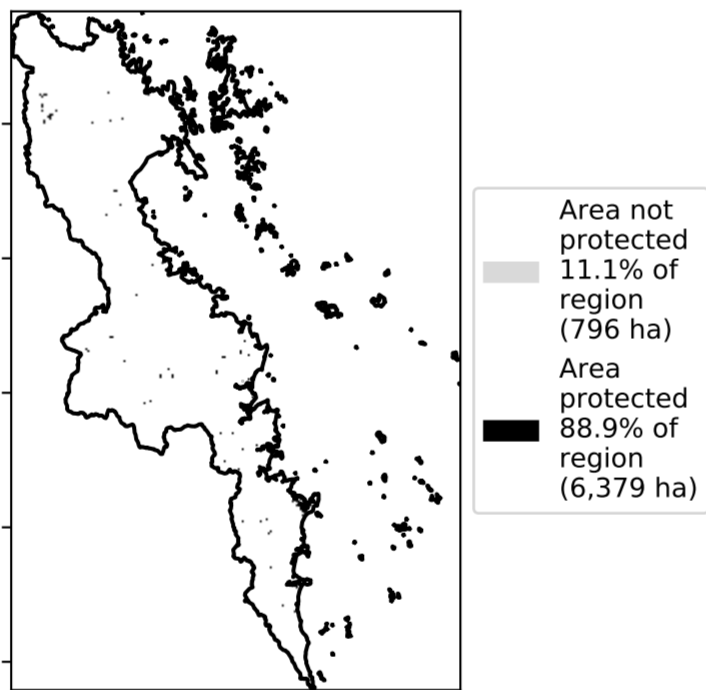 Area not
protected
11.1% of
region
(796 ha)
Area
protected
88.9% of
region
(6,379 ha)